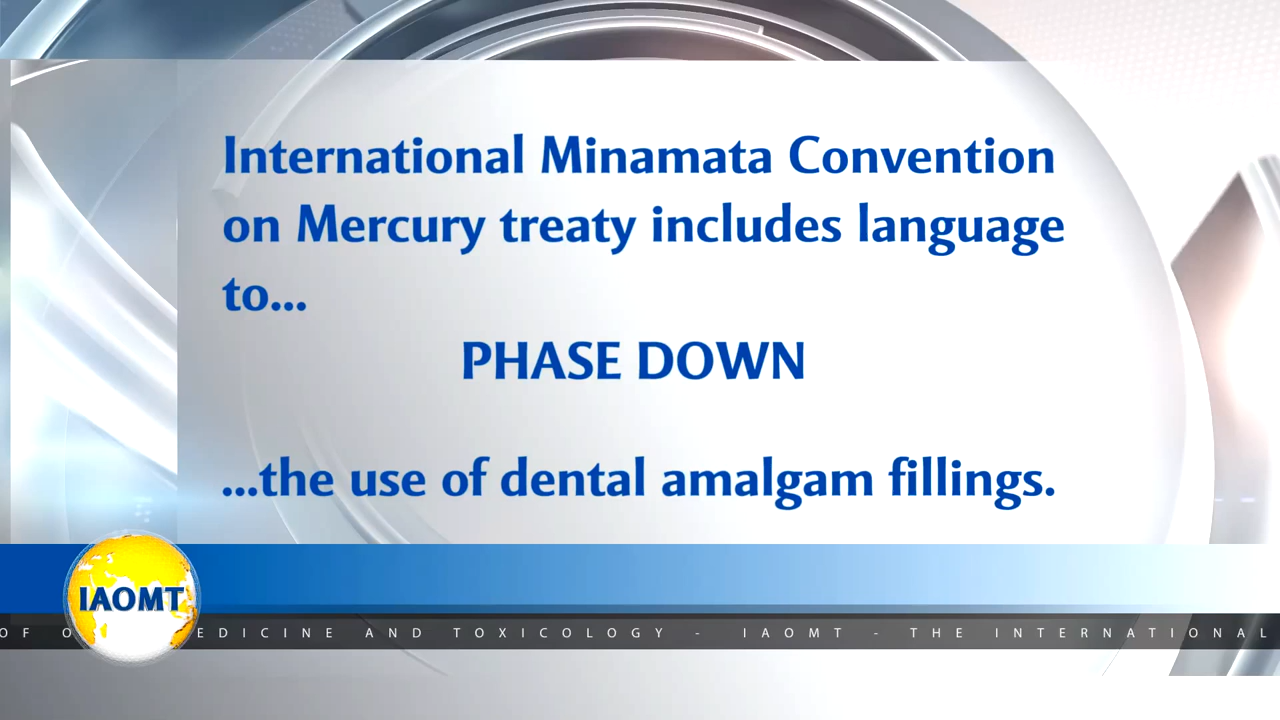 International Minamata Convention
on Mercury treaty includes language
to...
PHASE DOWN
...the use of dental amalgam fillings.
IAOMT
OF O EDICINE AND TOXICOLOGY - IAOMT - THE INTERNATIONAL